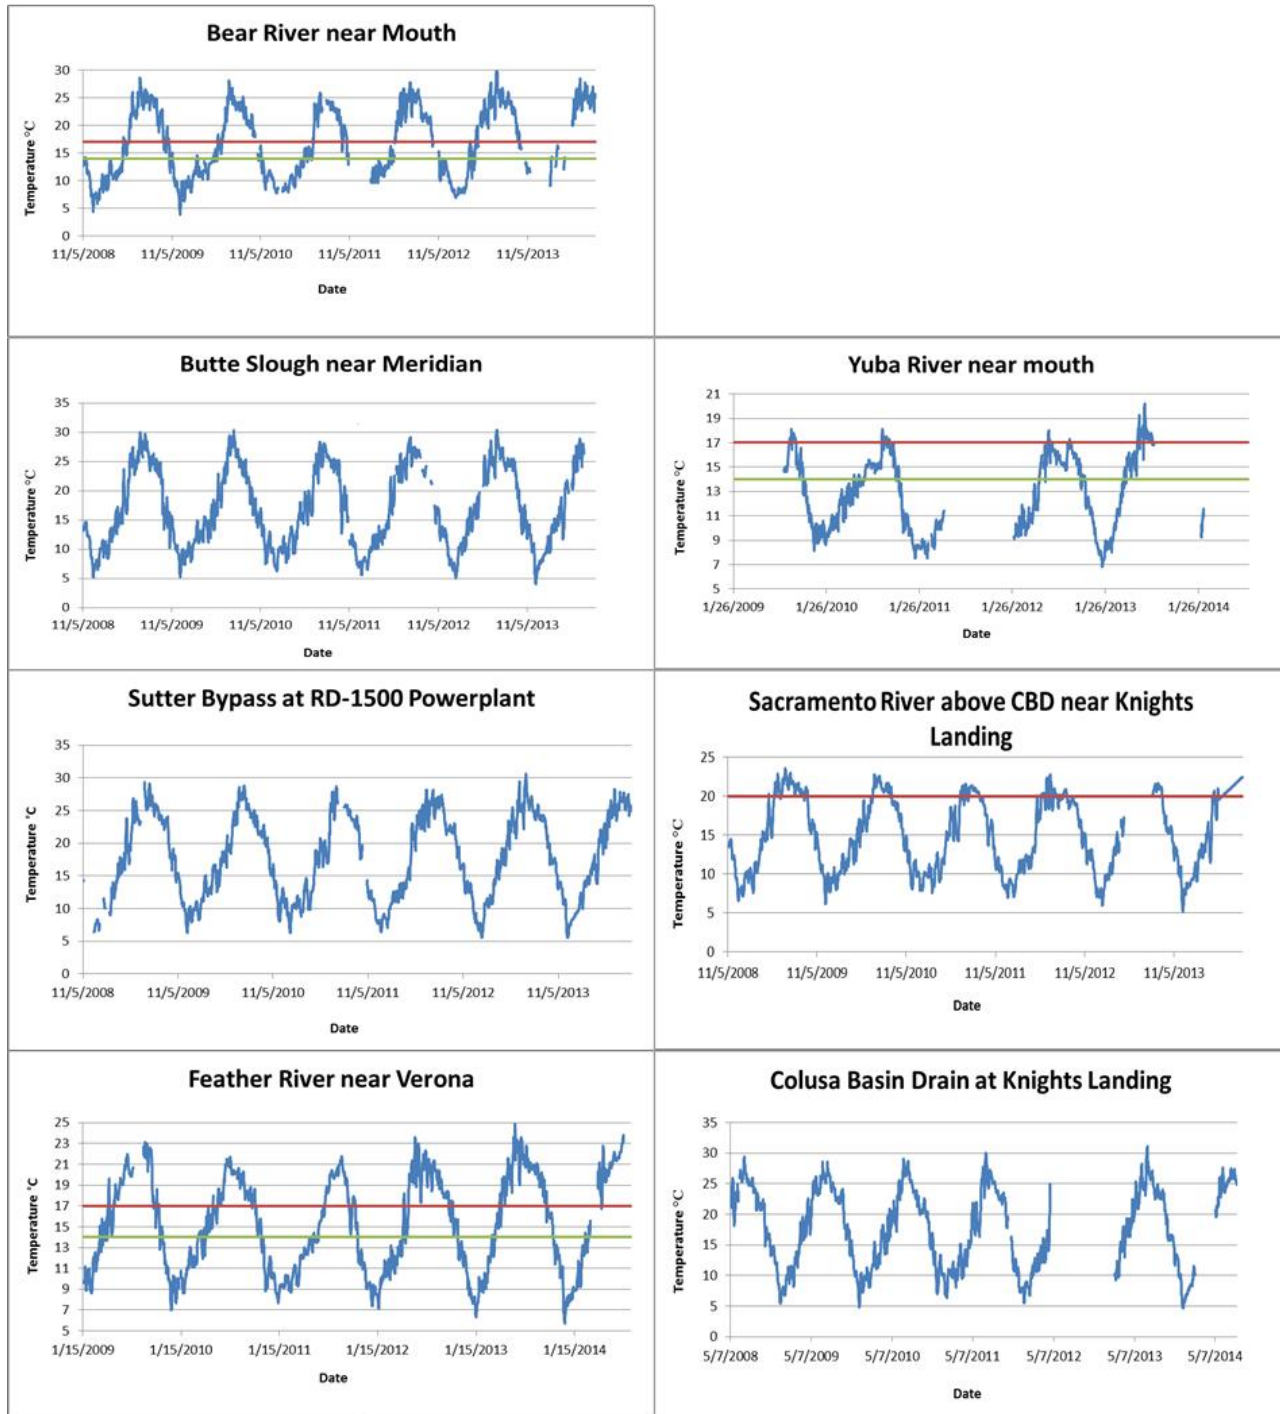 Bear River near Mouth
Temperature °C
30
25
20
15
10
5
0
11/5/2008 11/5/2009 11/5/2010 11/5/2011 11/5/2012 11/5/2013
Date
Butte Slough near Meridian
Temperature °C
35
30
25
20
15
10
5
0
11/5/2008 11/5/2009 11/5/2010 11/5/2011 11/5/2012 11/5/2013
Date
Yuba River near mouth
Temperature °C
21
19
17
15
13
11
9
7
5
1/26/2009 1/26/2010 1/26/2011 1/26/2012 1/26/2013 1/26/2014
Date
Sutter Bypass at RD-1500 Powerplant
Temperature °C
35
30
25
20
15
10
5
0
11/5/2008 11/5/2009 11/5/2010 11/5/2011 11/5/2012 11/5/2013
Date
Sacramento River above CBD near Knights
Landing
Temperature °C
25
20
15
10
5
0
11/5/2008 11/5/2009 11/5/2010 11/5/2011 11/5/2012 11/5/2013
Date
Feather River near Verona
Temperature °C
25
23
21
19
17
15
13
11
9
7
5
1/15/2009 1/15/2010 1/15/2011 1/15/2012 1/15/2013 1/15/2014
Date
Colusa Basin Drain at Knights Landing
Temperature °C
35
30
25
20
15
10
5
0
5/7/2008 5/7/2009 5/7/2010 5/7/2011 5/7/2012 5/7/2013 5/7/2014
Date